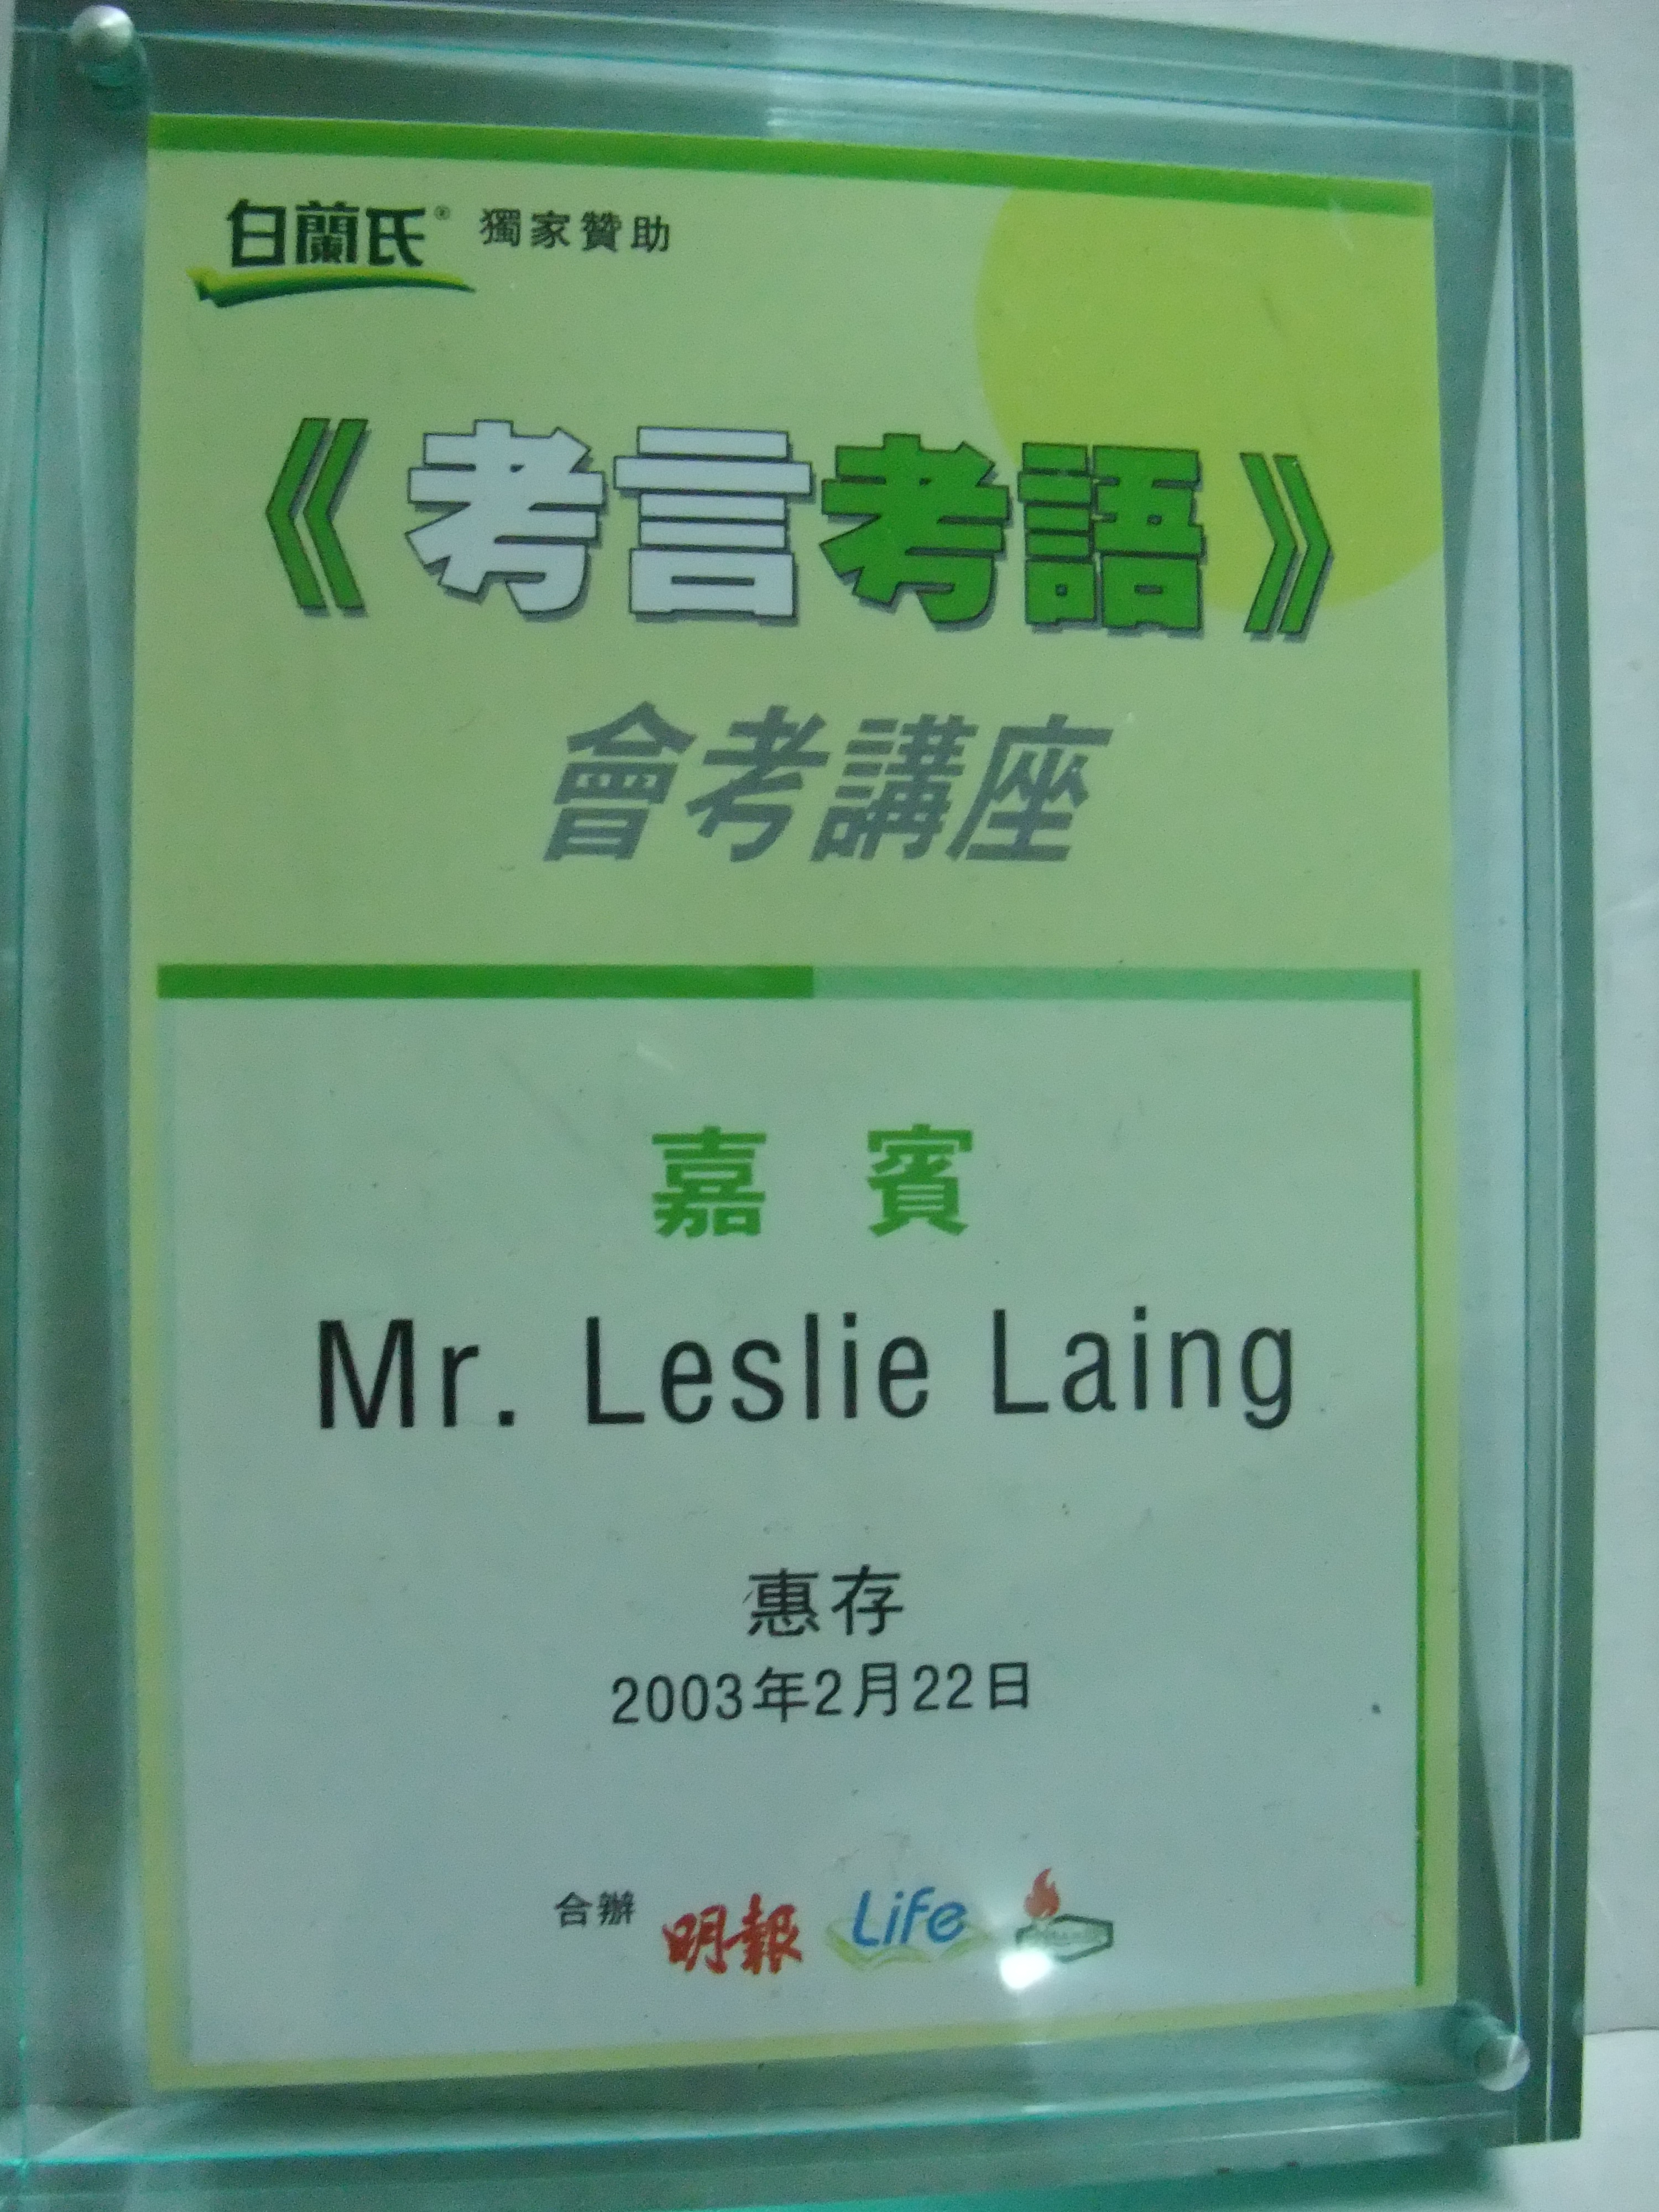 白蘭氏® 獨家贊助
《考言考語》
會考講座
嘉賓
Mr. Leslie Laing
惠存
2003年2月22日
合辦 明報 Life